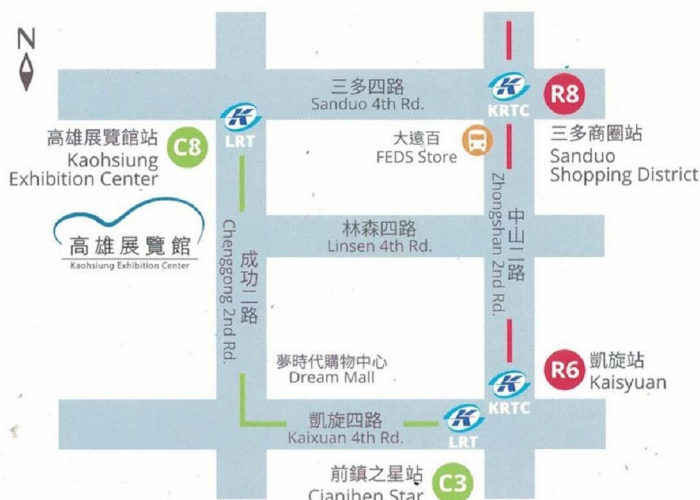 N
三多四路
Sanduo 4th Rd.
KRTC
R8
高雄展覽館站
Kaohsiung
Exhibition Center
C8
LRT
大遠百
FEDS Store
三多商圈站
Sanduo
Shopping District
高雄展覽館
Kaohsiung Exhibition Center
成功二路
Chenggong 2nd Rd.
林森四路
Linsen 4th Rd.
中山二路
Zhongshan 2nd Rd.
夢時代購物中心
Dream Mall
R6
凱旋站
Kaisyuan
KRTC
凱旋四路
Kaixuan 4th Rd.
LRT
前鎮之星站
Cianjhen Star
C3